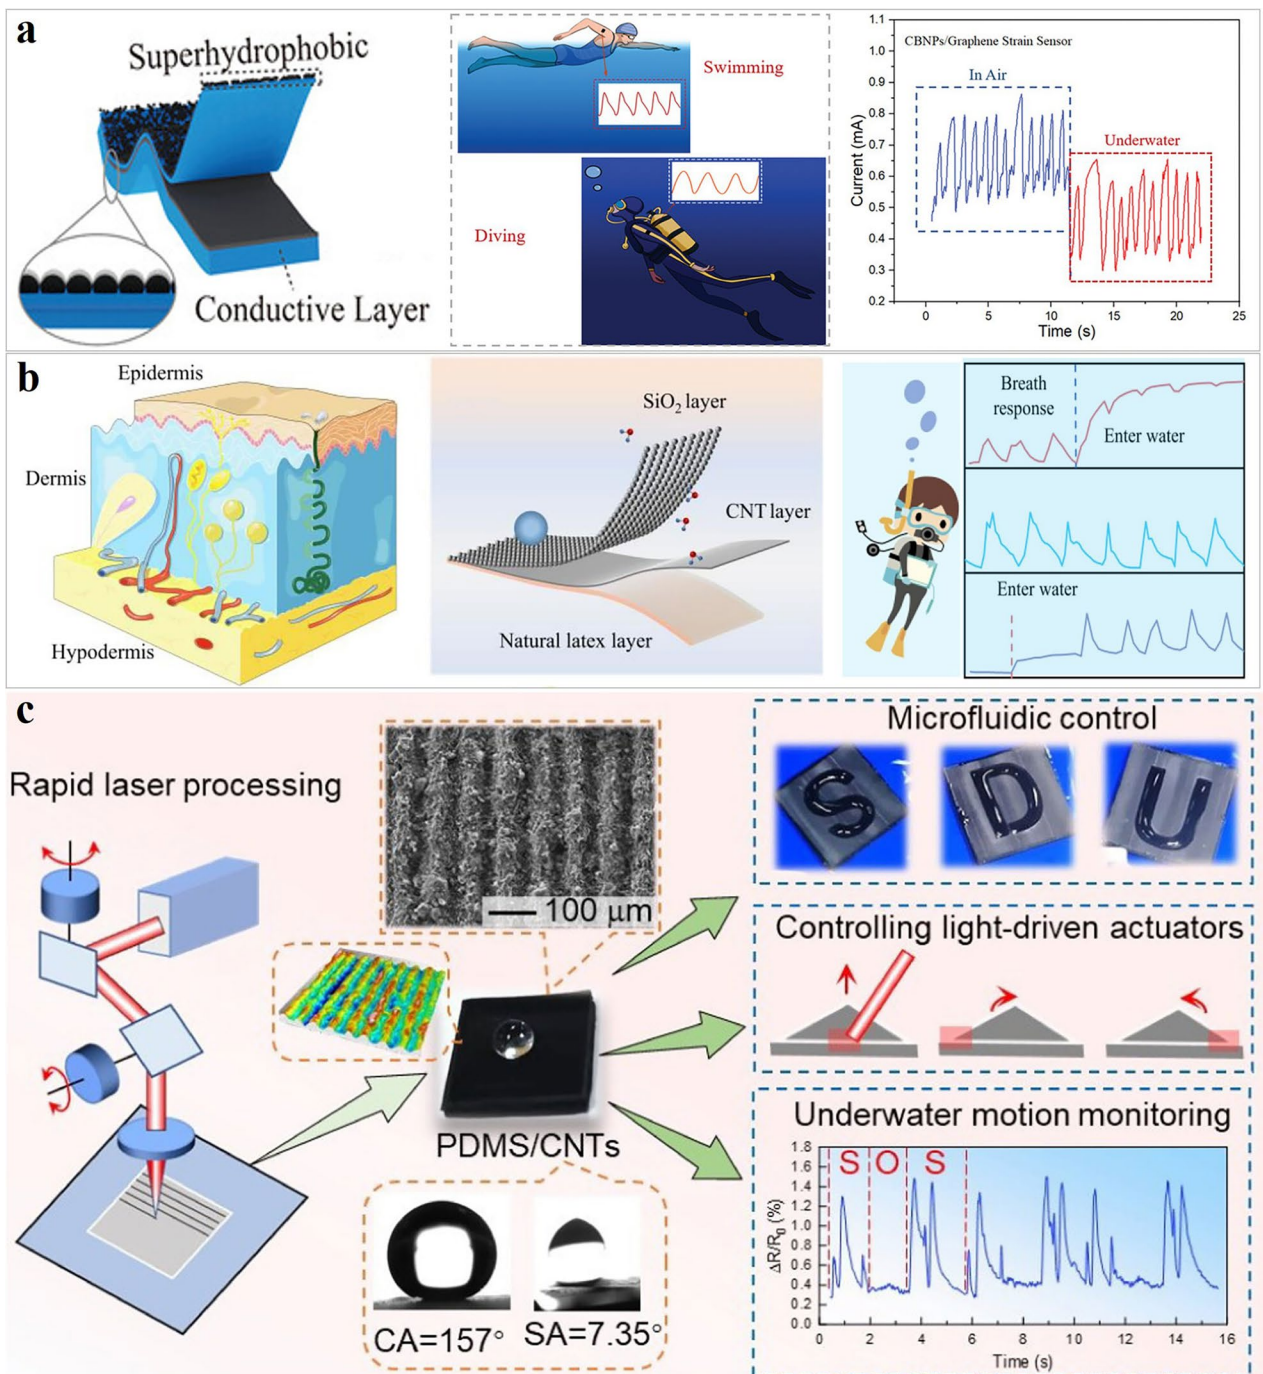 a
Superhydrophobic
Conductive Layer
Swimming
Diving
CBNPs/Graphene Strain Sensor
In Air
Underwater
Current (mA)
1.1
1.0
0.9
0.8
0.7
0.6
0.5
0.4
0.3
0.2
0 5 10 15 20 25
Time (s)
b
Epidermis
Dermis
Hypodermis
SiO₂ layer
CNT layer
Natural latex layer
Breath
response
Enter water
Enter water
c
Rapid laser processing
100 μm
PDMS/CNTs
CA=157°
SA=7.35°
Microfluidic control
S D U
Controlling light-driven actuators
Underwater motion monitoring
S O S
ΔR/R₀ (%)
1.8
1.6
1.4
1.2
1.0
0.8
0.6
0.4
0.2
0.0
0 2 4 6 8 10 12 14 16
Time (s)